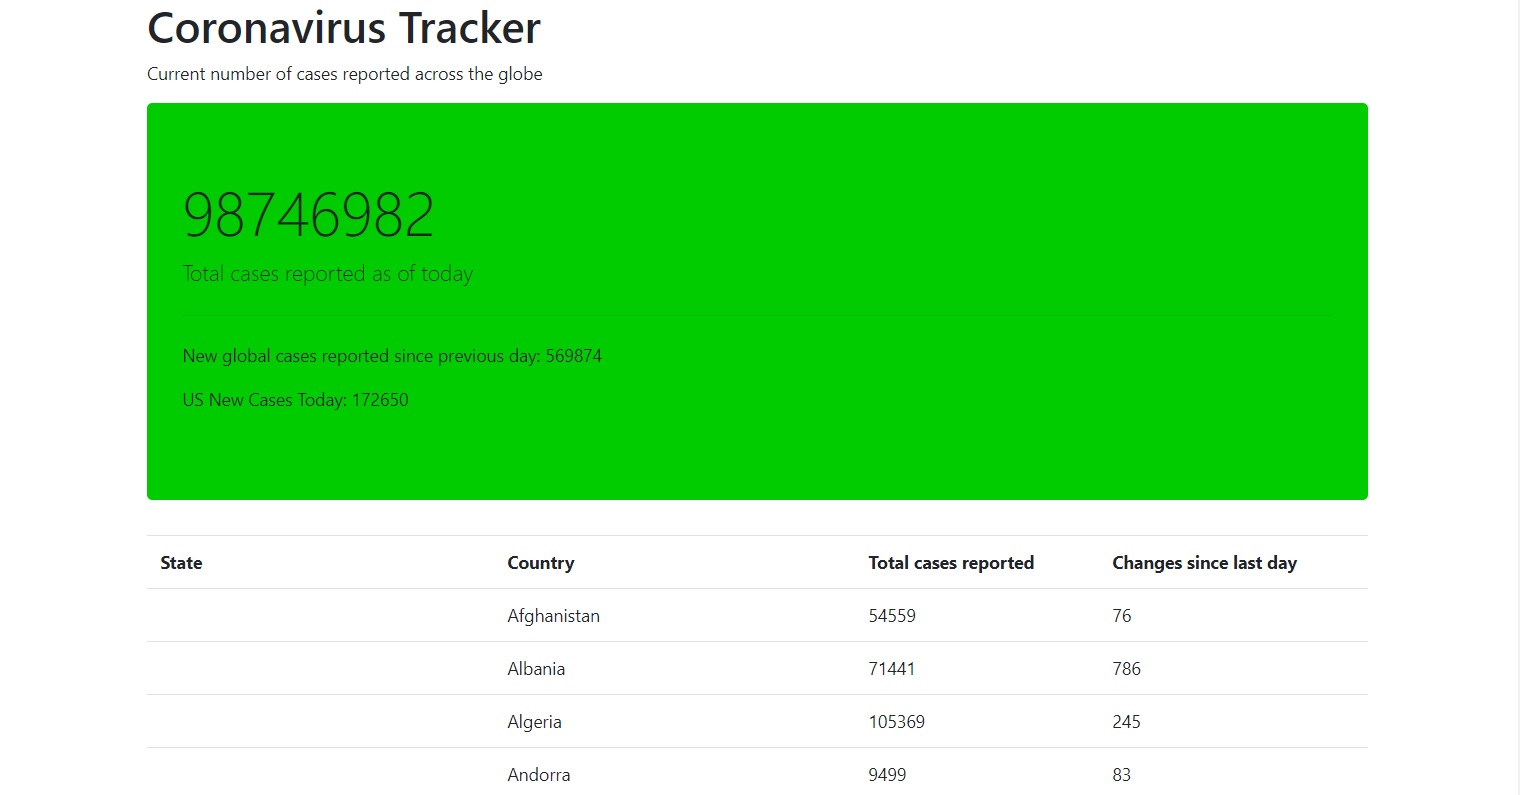 Coronavirus Tracker
Current number of cases reported across the globe
98746982
Total cases reported as of today
New global cases reported since previous day: 569874
US New Cases Today: 172650
State Country Total cases reported Changes since last day
Afghanistan 54559 76
Albania 71441 786
Algeria 105369 245
Andorra 9499 83